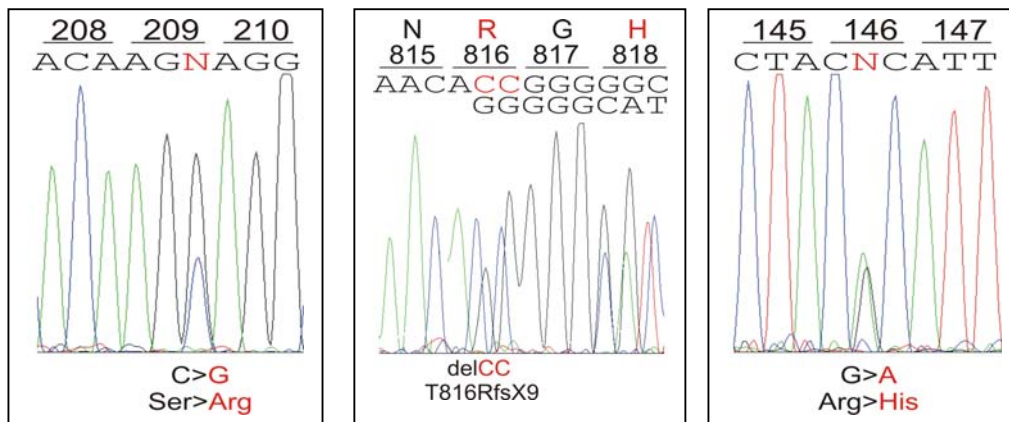 208 209 210
ACAAGNAGG
C>G
Ser>Arg
N R G H
815 816 817 818
AACACCGGGGGC
GGGGGCAT
delCC
T816RfsX9
145 146 147
CTACNCATT
G>A
Arg>His